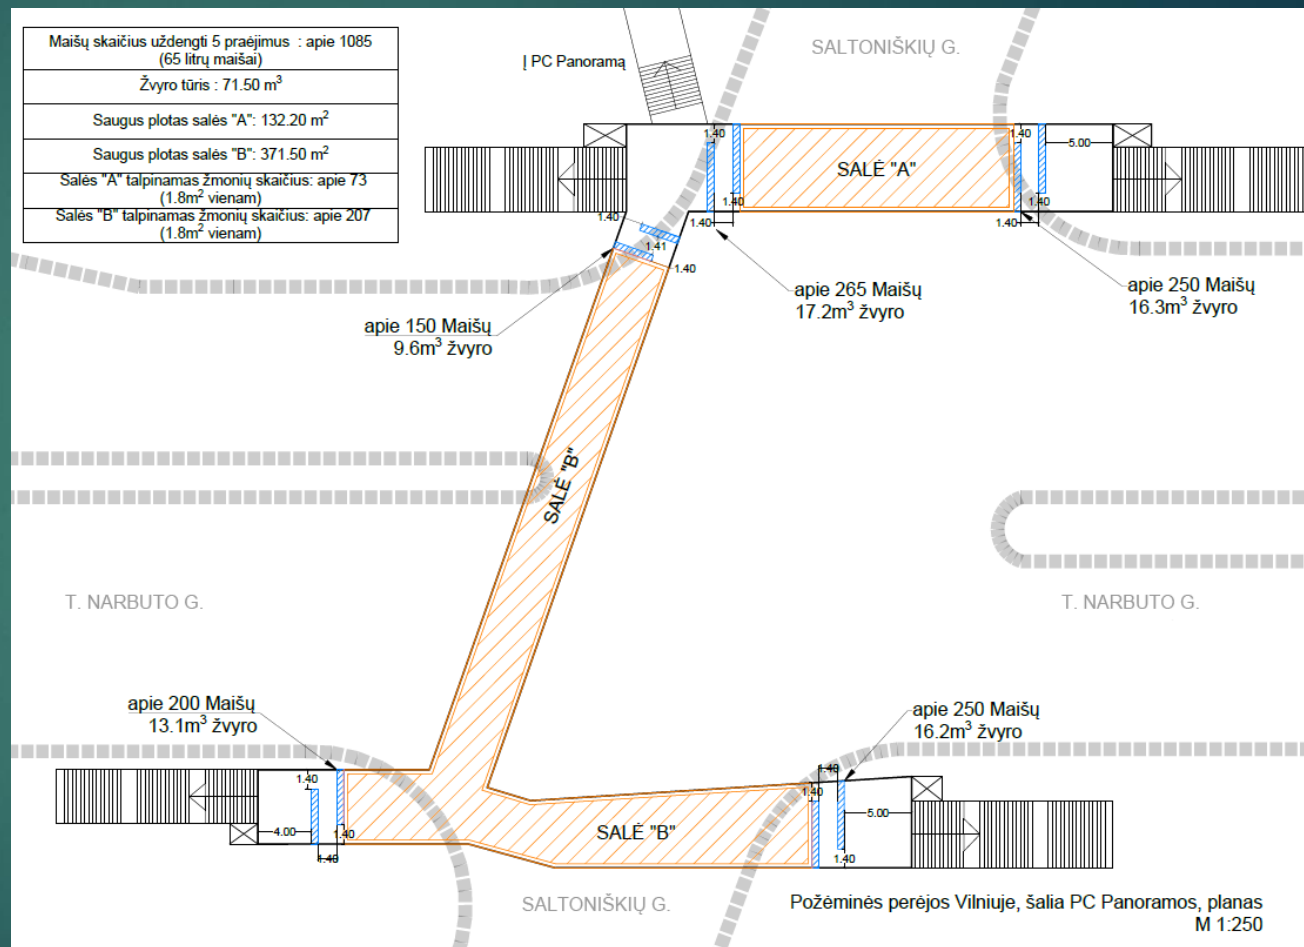 Maišų skaičius uždengti 5 praėjimus : apie 1085
(65 litrų maišai)
Žvyro tūris : 71.50 m³
Saugus plotas salės "A": 132.20 m²
Saugus plotas salės "B": 371.50 m²
Salės "A" talpinamas žmonių skaičius: apie 73
(1.8m² vienam)
Salės "B" talpinamas žmonių skaičius: apie 207
(1.8m² vienam)
Į PC Panoramą
SALTONIŠKIŲ G.
1.40
1.40
5.00
SALĖ "A"
1.40
1.40
1.40
1.40
1.40
1.41
1.40
apie 265 Maišų
17.2m³ žvyro
apie 250 Maišų
16.3m³ žvyro
apie 150 Maišų
9.6m³ žvyro
SALĖ "B"
T. NARBUTO G.
T. NARBUTO G.
apie 200 Maišų
13.1m³ žvyro
apie 250 Maišų
16.2m³ žvyro
1.40
4.00
1.40
1.40
SALĖ "B"
1.40
1.40
5.00
1.40
SALTONIŠKIŲ G.
Požėminės perėjos Vilniuje, šalia PC Panoramos, planas
M 1:250